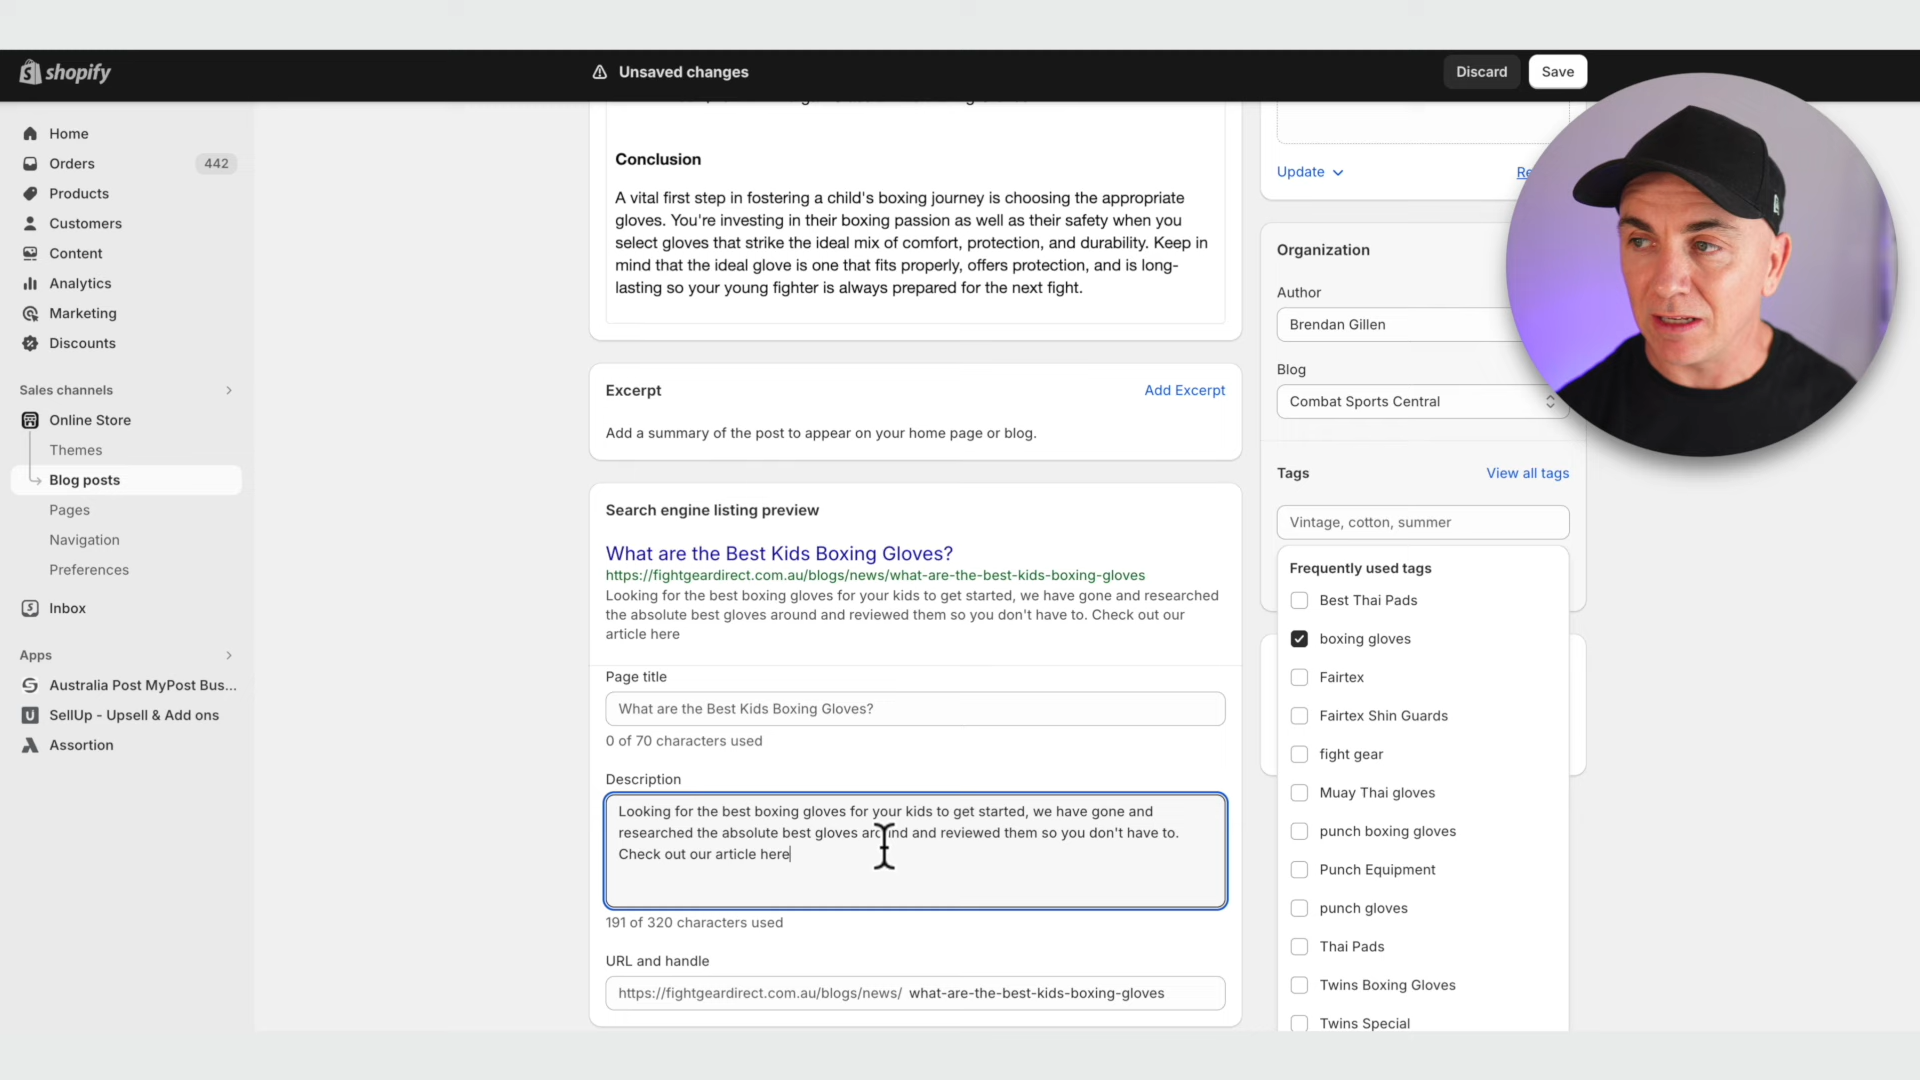 shopify
Unsaved changes
Discard
Save
Home
Orders
442
Products
Customers
Content
Analytics
Marketing
Discounts
Sales channels
Online Store
Themes
Blog posts
Pages
Navigation
Preferences
Inbox
Apps
Australia Post MyPost Bus...
SellUp - Upsell & Add ons
Assortion
Conclusion
A vital first step in fostering a child's boxing journey is choosing the appropriate
gloves. You're investing in their boxing passion as well as their safety when you
select gloves that strike the ideal mix of comfort, protection, and durability. Keep in
mind that the ideal glove is one that fits properly, offers protection, and is long-
lasting so your young fighter is always prepared for the next fight.
Excerpt
Add Excerpt
Add a summary of the post to appear on your home page or blog.
Search engine listing preview
What are the Best Kids Boxing Gloves?
https://fightgeardirect.com.au/blogs/news/what-are-the-best-kids-boxing-gloves
Looking for the best boxing gloves for your kids to get started, we have gone and researched
the absolute best gloves around and reviewed them so you don't have to. Check out our
article here
Page title
What are the Best Kids Boxing Gloves?
0 of 70 characters used
Description
Looking for the best boxing gloves for your kids to get started, we have gone and
researched the absolute best gloves around and reviewed them so you don't have to.
Check out our article here
191 of 320 characters used
URL and handle
https://fightgeardirect.com.au/blogs/news/ what-are-the-best-kids-boxing-gloves
Update
Organization
Author
Brendan Gillen
Blog
Combat Sports Central
Tags
View all tags
Vintage, cotton, summer
Frequently used tags
Best Thai Pads
boxing gloves
Fairtex
Fairtex Shin Guards
fight gear
Muay Thai gloves
punch boxing gloves
Punch Equipment
punch gloves
Thai Pads
Twins Boxing Gloves
Twins Special